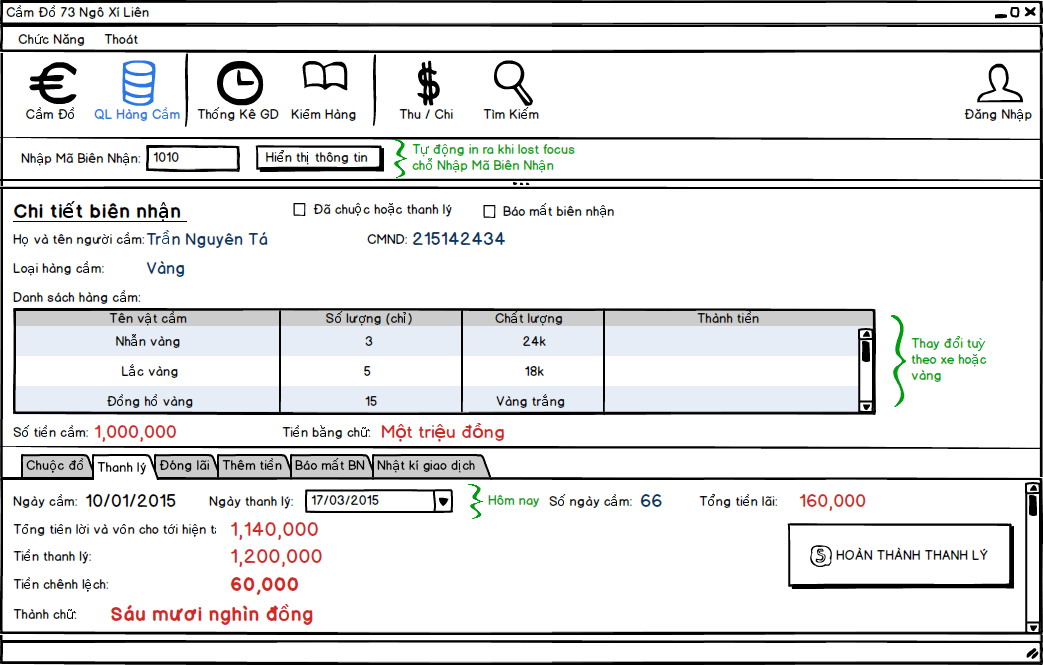 Cầm Đồ 73 Ngô Xí Liên
Chức Năng Thoát
Cầm Đồ QL Hàng Cầm Thống Kê GD Kiểm Hàng Thu / Chi Tìm Kiếm Đăng Nhập
Nhập Mã Biên Nhận: 1010 Hiển thị thông tin
Tự động in ra khi lost focus
chỗ Nhập Mã Biên Nhận
Chi tiết biên nhận Đã chuộc hoặc thanh lý Báo mất biên nhận
Họ và tên người cầm: Trần Nguyên Tá CMND: 215142434
Loại hàng cầm: Vàng
Danh sách hàng cầm:
Tên vật cầm Số lượng (chỉ) Chất lượng Thành tiền
Nhẫn vàng 3 24k
Lắc vàng 5 18k
Đồng hồ vàng 15 Vàng trắng
Thay đổi tuỳ
theo xe hoặc
vàng
Số tiền cầm: 1,000,000 Tiền bằng chữ: Một triệu đồng
Chuộc đồ Thanh lý Đóng lãi Thêm tiền Báo mất BN Nhật kí giao dịch
Ngày cầm: 10/01/2015 Ngày thanh lý: 17/03/2015 Hôm nay Số ngày cầm: 66 Tổng tiền lãi: 160,000
Tổng tiền lời và vốn cho tới hiện tạ 1,140,000
Tiền thanh lý: 1,200,000
HOÀN THÀNH THANH LÝ
Tiền chênh lệch: 60,000
Thành chữ: Sáu mươi nghìn đồng